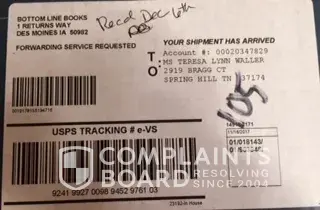 BOTTOM LINE BOOKS
1 RETURNS WAY
DES MOINES IA 50982
Recd Dec 16th
FORWARDING SERVICE REQUESTED
YOUR SHIPMENT HAS ARRIVED
Account #: 00020347829
T
O
:
MS TERESA LYNN WALLER
2919 BRAGG CT
SPRING HILL TN 37174
105
USPS TRACKING # e-VS
9241 9927 0098 9452 9761 03
11/16/2017
01/018143/
COMPLAINTS
BOARD
RESOLVING
SINCE 2004